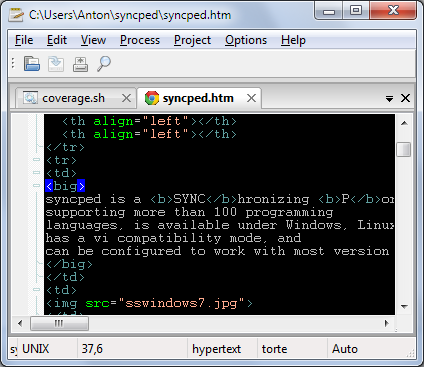 C:\Users\Anton\syncped\syncped.htm
File Edit View Process Project Options Help
coverage.sh syncped.htm
<th align="left"></th>
<th align="left"></th>
</tr>
<tr>
<td>
<big>
syncped is a <b>SYNC</b>hronizing <b>P</b>or
supporting more than 100 programming
languages, is available under Windows, Linux
has a vi compatibility mode, and
can be configured to work with most version
</big>
</td>
<td>
<img src="sswindows7.jpg">
</td>
sy UNIX 37,6 hypertext torte Auto